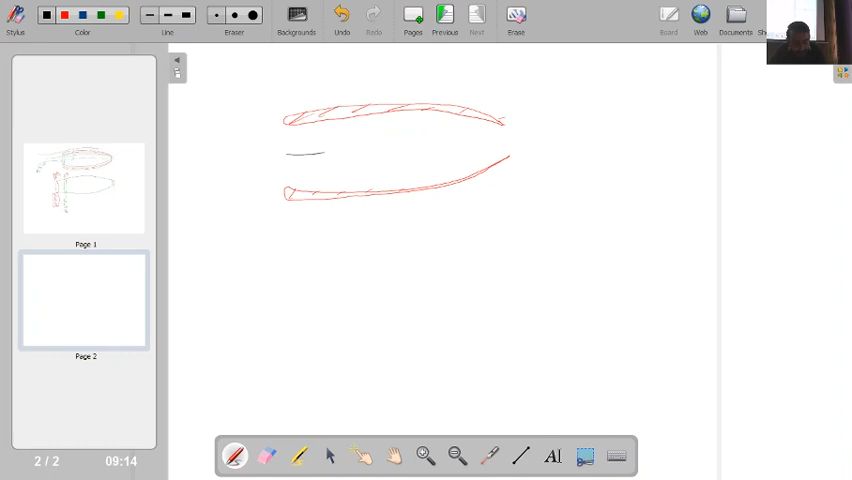 Stylus
Color
Line
Eraser
Backgrounds
Undo
Redo
Pages
Previous
Next
Erase
Board
Web
Documents
Page 1
Page 2
2 / 2
09:14
AI